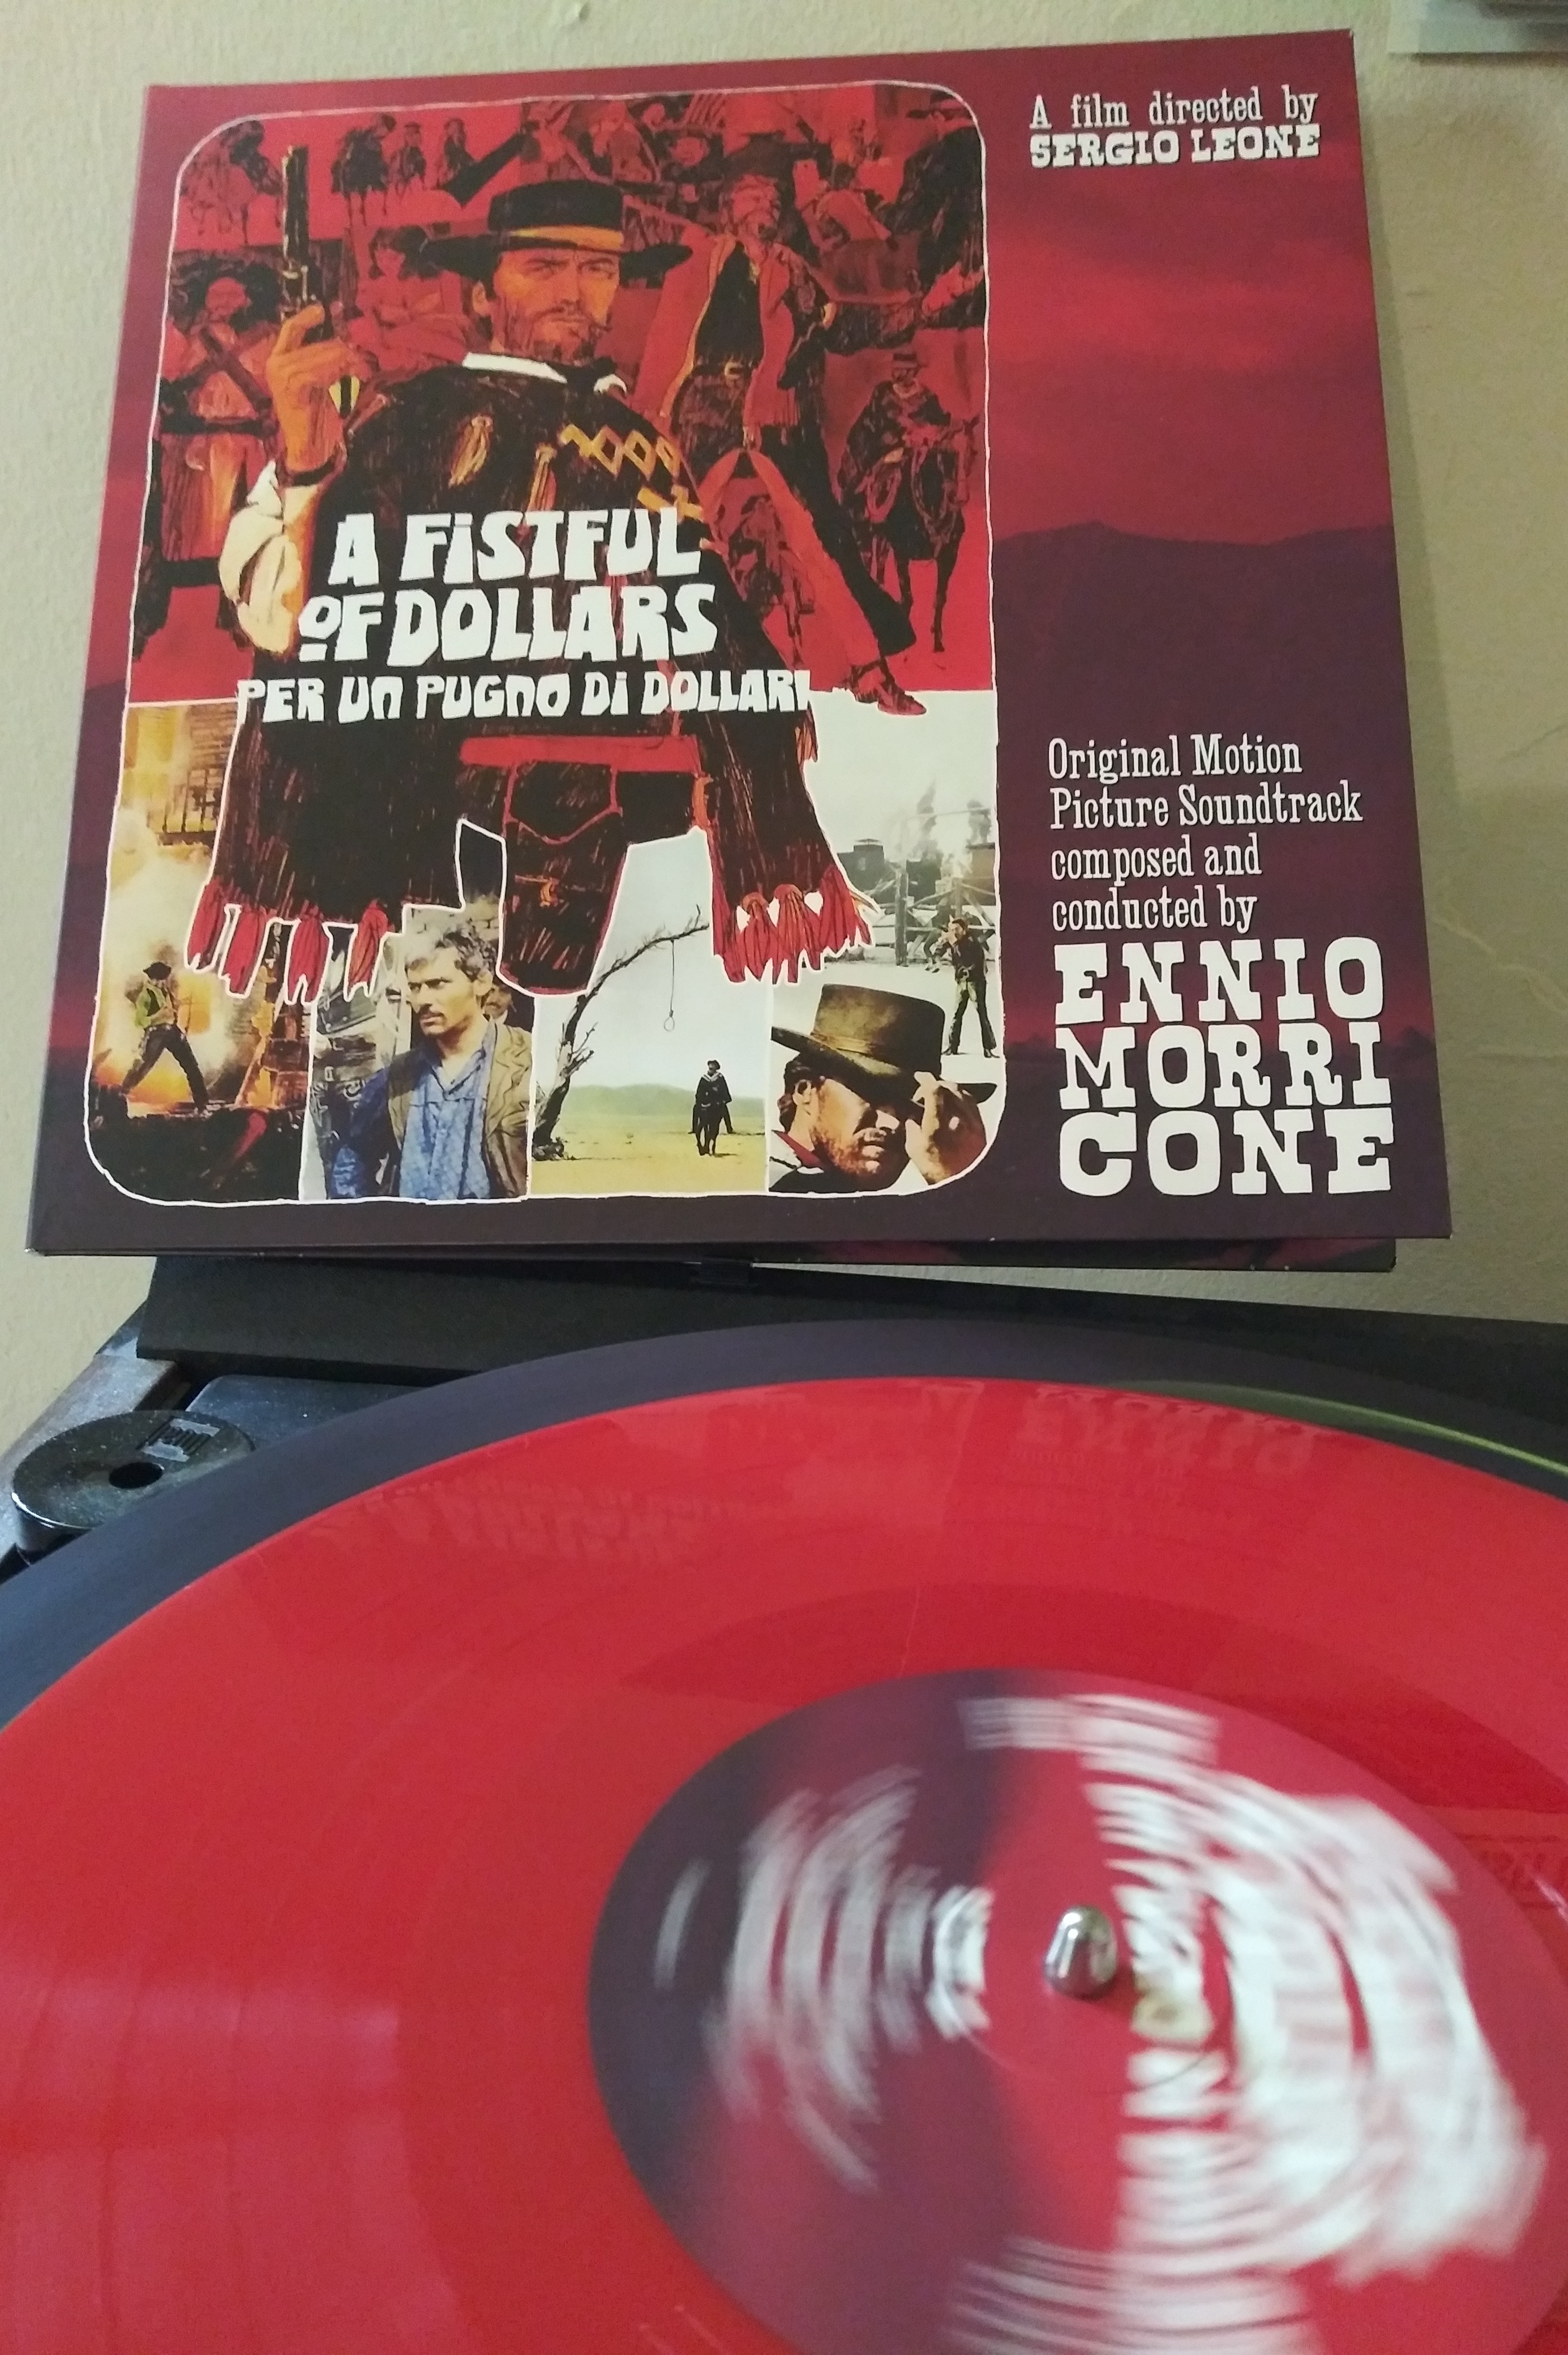 A film directed by
SERGIO LEONE
A FiSTFUL
OF DOLLARS
PER UN PUGNO Di DOLLARI
Original Motion
Picture Soundtrack
composed and
conducted by
ENNIO
MORRI
CONE